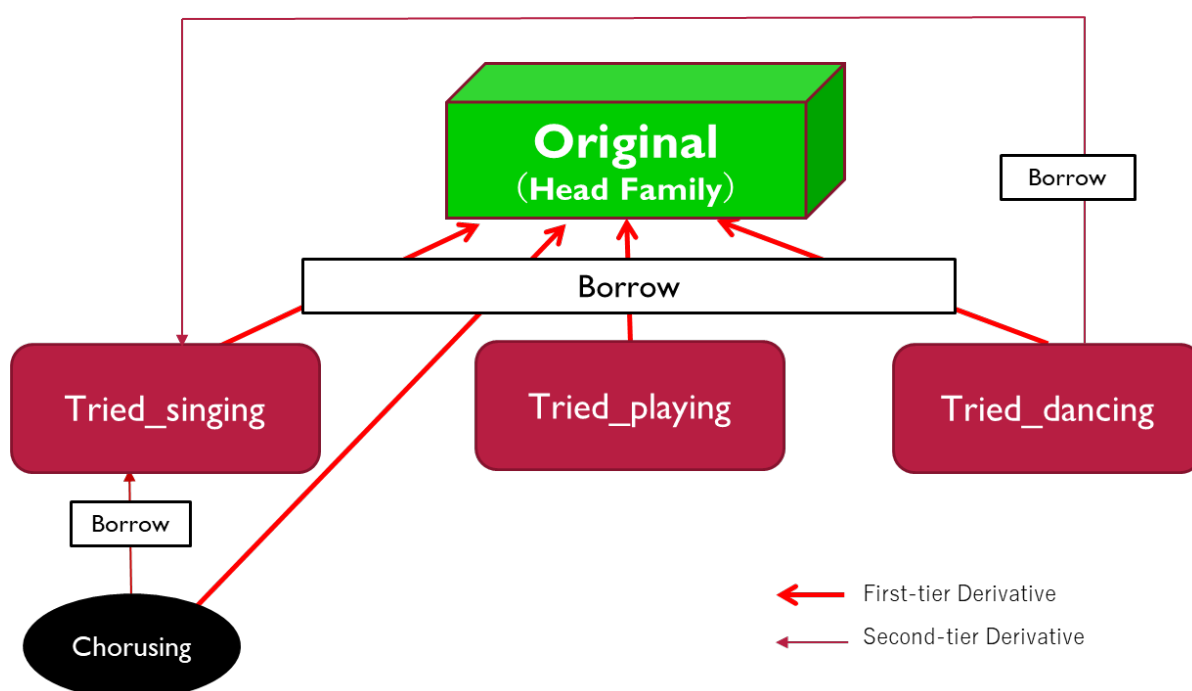 Original
（Head Family）
Borrow
Borrow
Tried_singing
Tried_playing
Tried_dancing
Borrow
Chorusing
First-tier Derivative
Second-tier Derivative